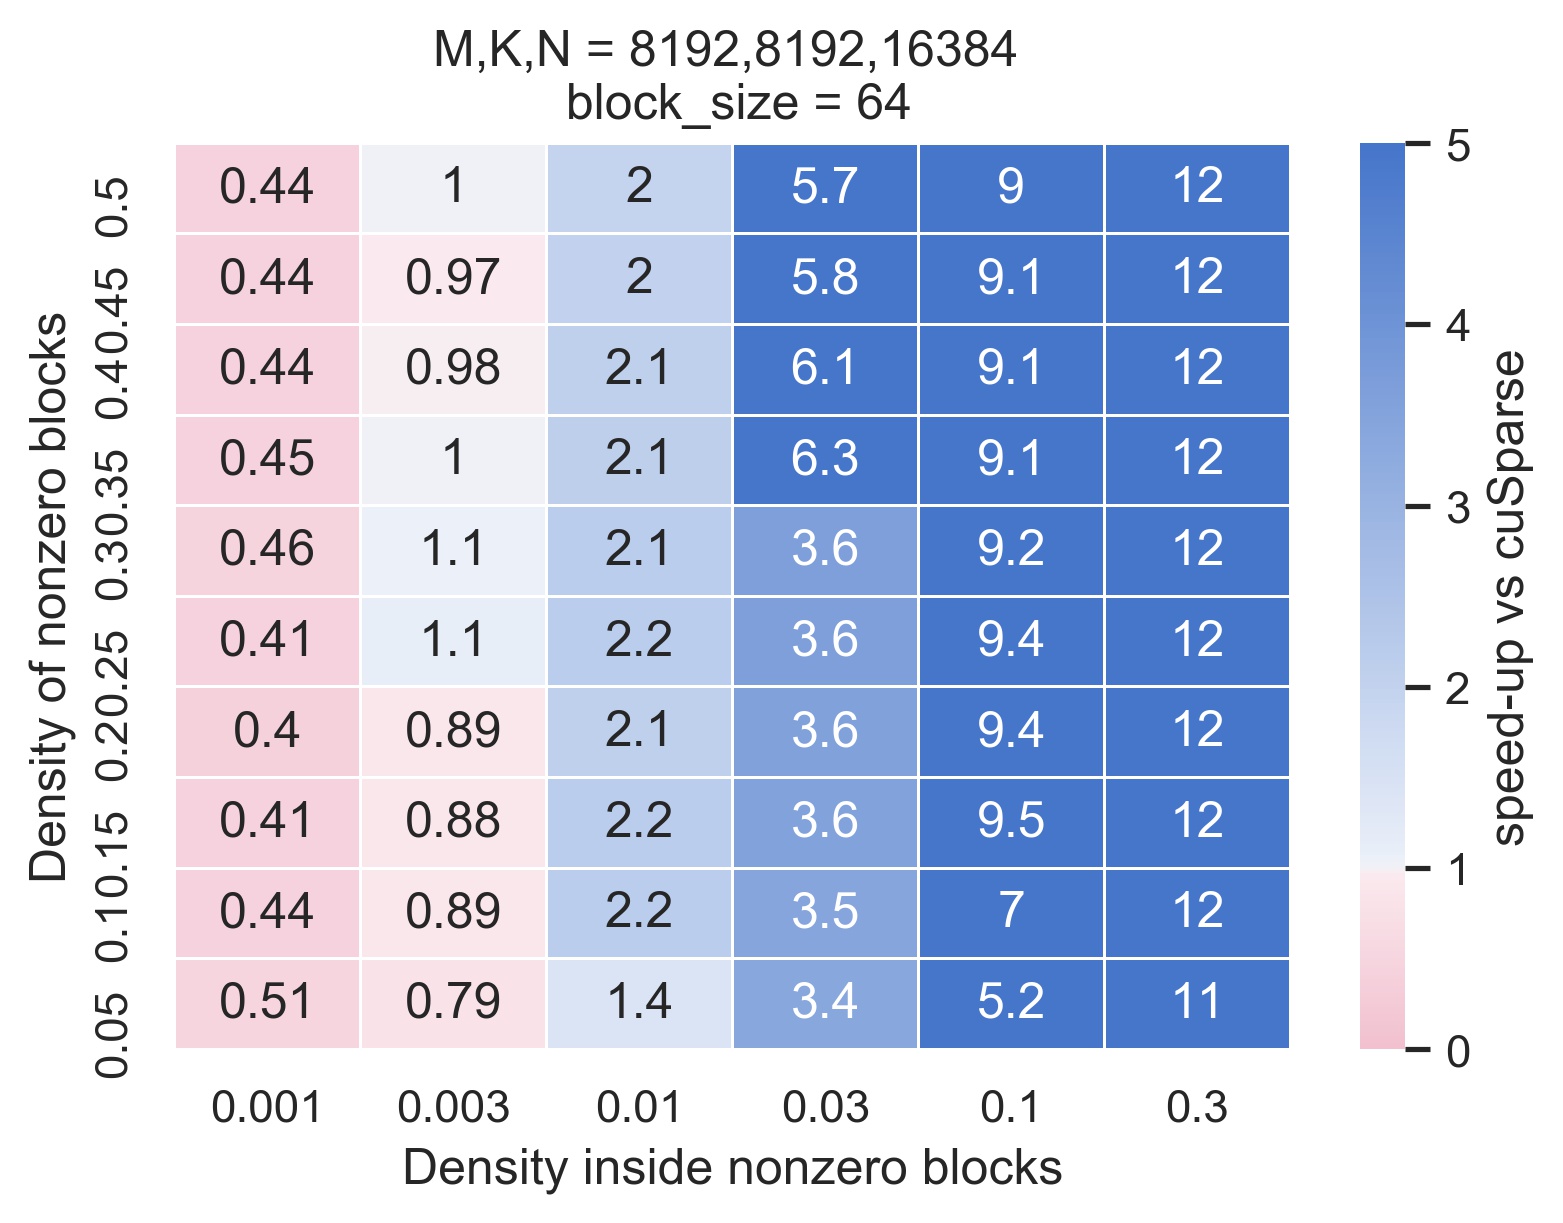 M,K,N = 8192,8192,16384
block_size = 64
Density of nonzero blocks
0.5 0.44 1 2 5.7 9 12
0.45 0.44 0.97 2 5.8 9.1 12
0.4 0.44 0.98 2.1 6.1 9.1 12
0.35 0.45 1 2.1 6.3 9.1 12
0.3 0.46 1.1 2.1 3.6 9.2 12
0.25 0.41 1.1 2.2 3.6 9.4 12
0.2 0.4 0.89 2.1 3.6 9.4 12
0.15 0.41 0.88 2.2 3.6 9.5 12
0.1 0.44 0.89 2.2 3.5 7 12
0.05 0.51 0.79 1.4 3.4 5.2 11
0.001 0.003 0.01 0.03 0.1 0.3
Density inside nonzero blocks
5
4
3
2
1
0
speed-up vs cuSparse